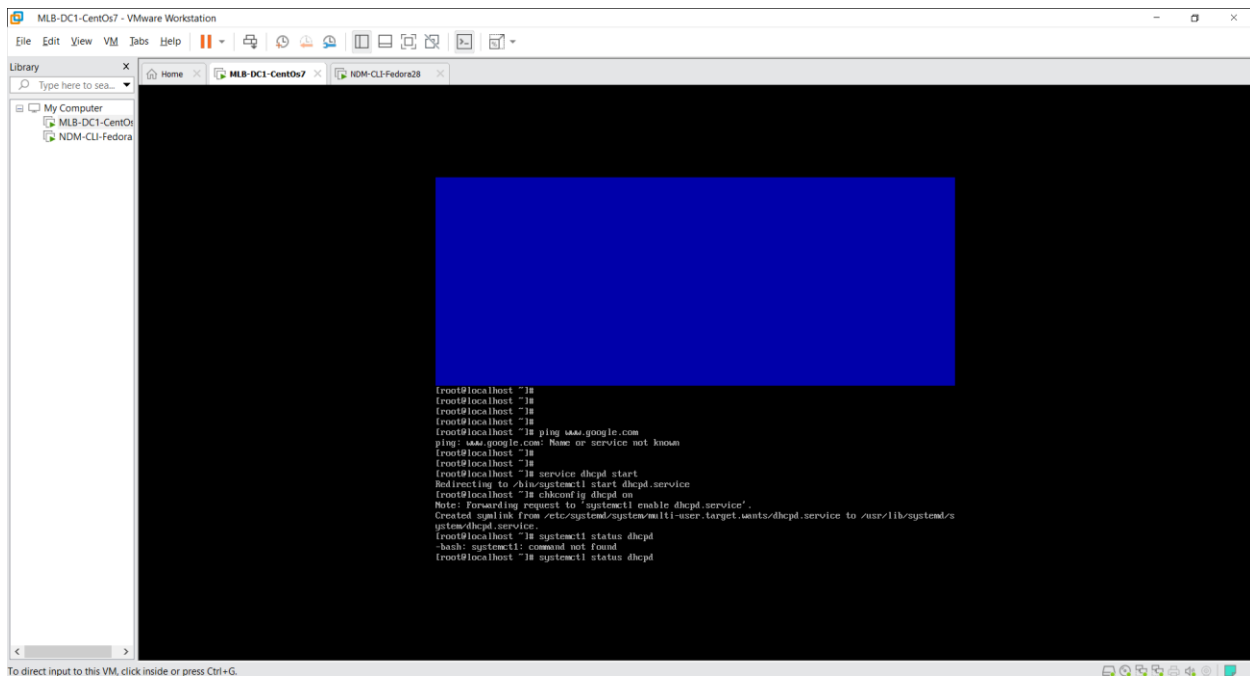 MLB-DC1-CentOs7 - VMware Workstation
File Edit View VM Tabs Help
Library X
Type here to sea...
My Computer
MLB-DC1-CentOs
NDM-CLI-Fedora
Home
MLB-DC1-CentOs7
NDM-CLI-Fedora28
[root@localhost ~]#
[root@localhost ~]#
[root@localhost ~]#
[root@localhost ~]#
[root@localhost ~]# ping www.google.com
ping: www.google.com: Name or service not known
[root@localhost ~]#
[root@localhost ~]#
[root@localhost ~]# service dhcpd start
Redirecting to /bin/systemctl start dhcpd.service
[root@localhost ~]# chkconfig dhcpd on
Note: Forwarding request to 'systemctl enable dhcpd.service'.
Created symlink from /etc/systemd/system/multi-user.target.wants/dhcpd.service to /usr/lib/systemd/s
ystem/dhcpd.service.
[root@localhost ~]# systemct1 status dhcpd
-bash: systemct1: command not found
[root@localhost ~]# systemctl status dhcpd
To direct input to this VM, click inside or press Ctrl+G.